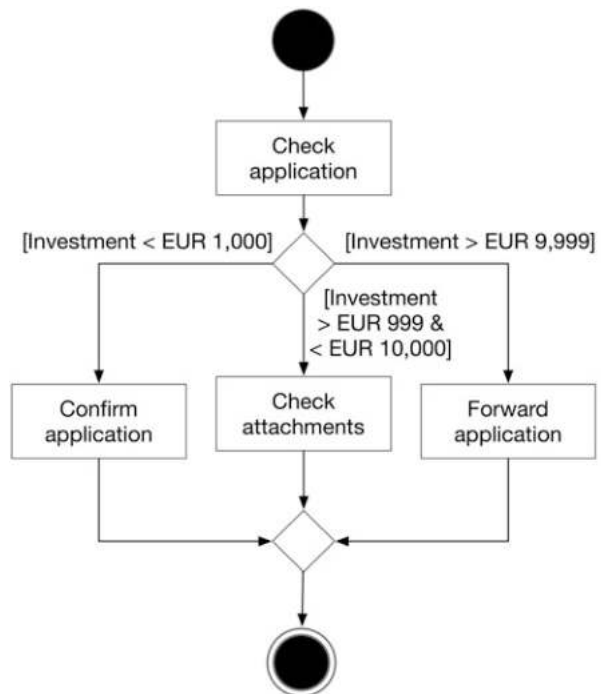 Check
application
[Investment < EUR 1,000]
[Investment > EUR 9,999]
[Investment
> EUR 999 &
< EUR 10,000]
Confirm
application
Check
attachments
Forward
application